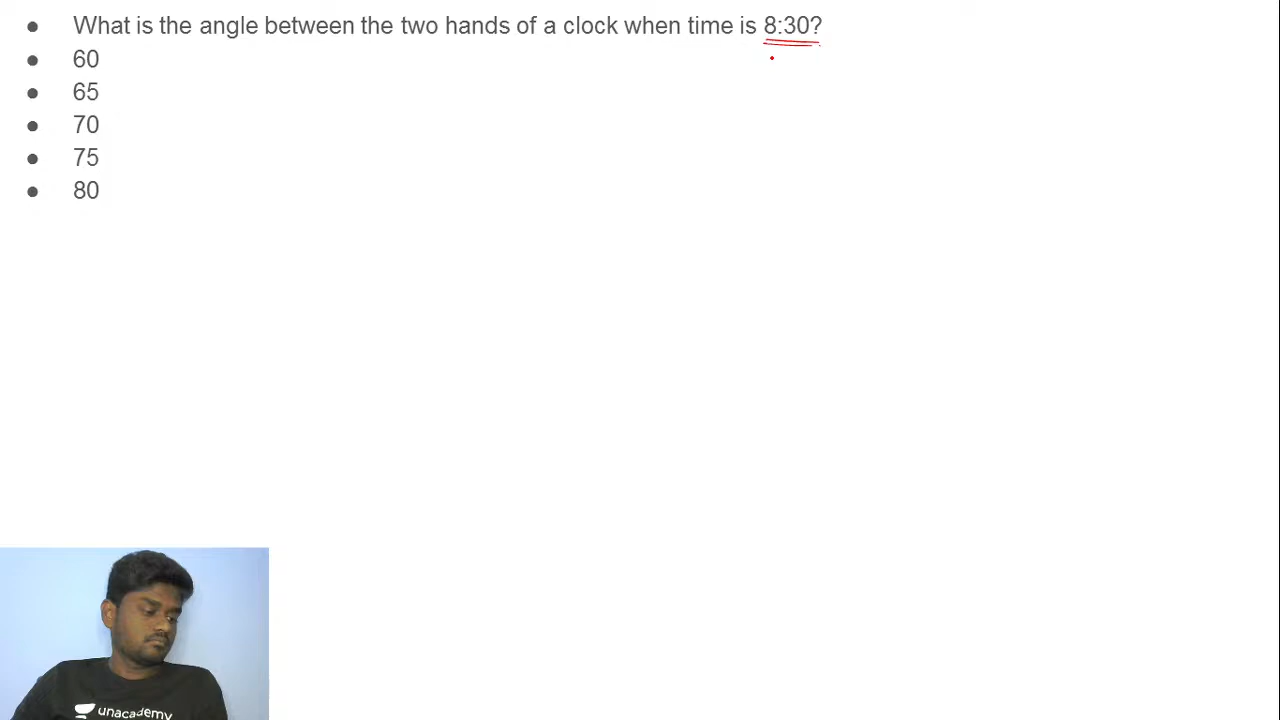 ● What is the angle between the two hands of a clock when time is 8:30?
● 60
● 65
● 70
● 75
● 80
unacademy